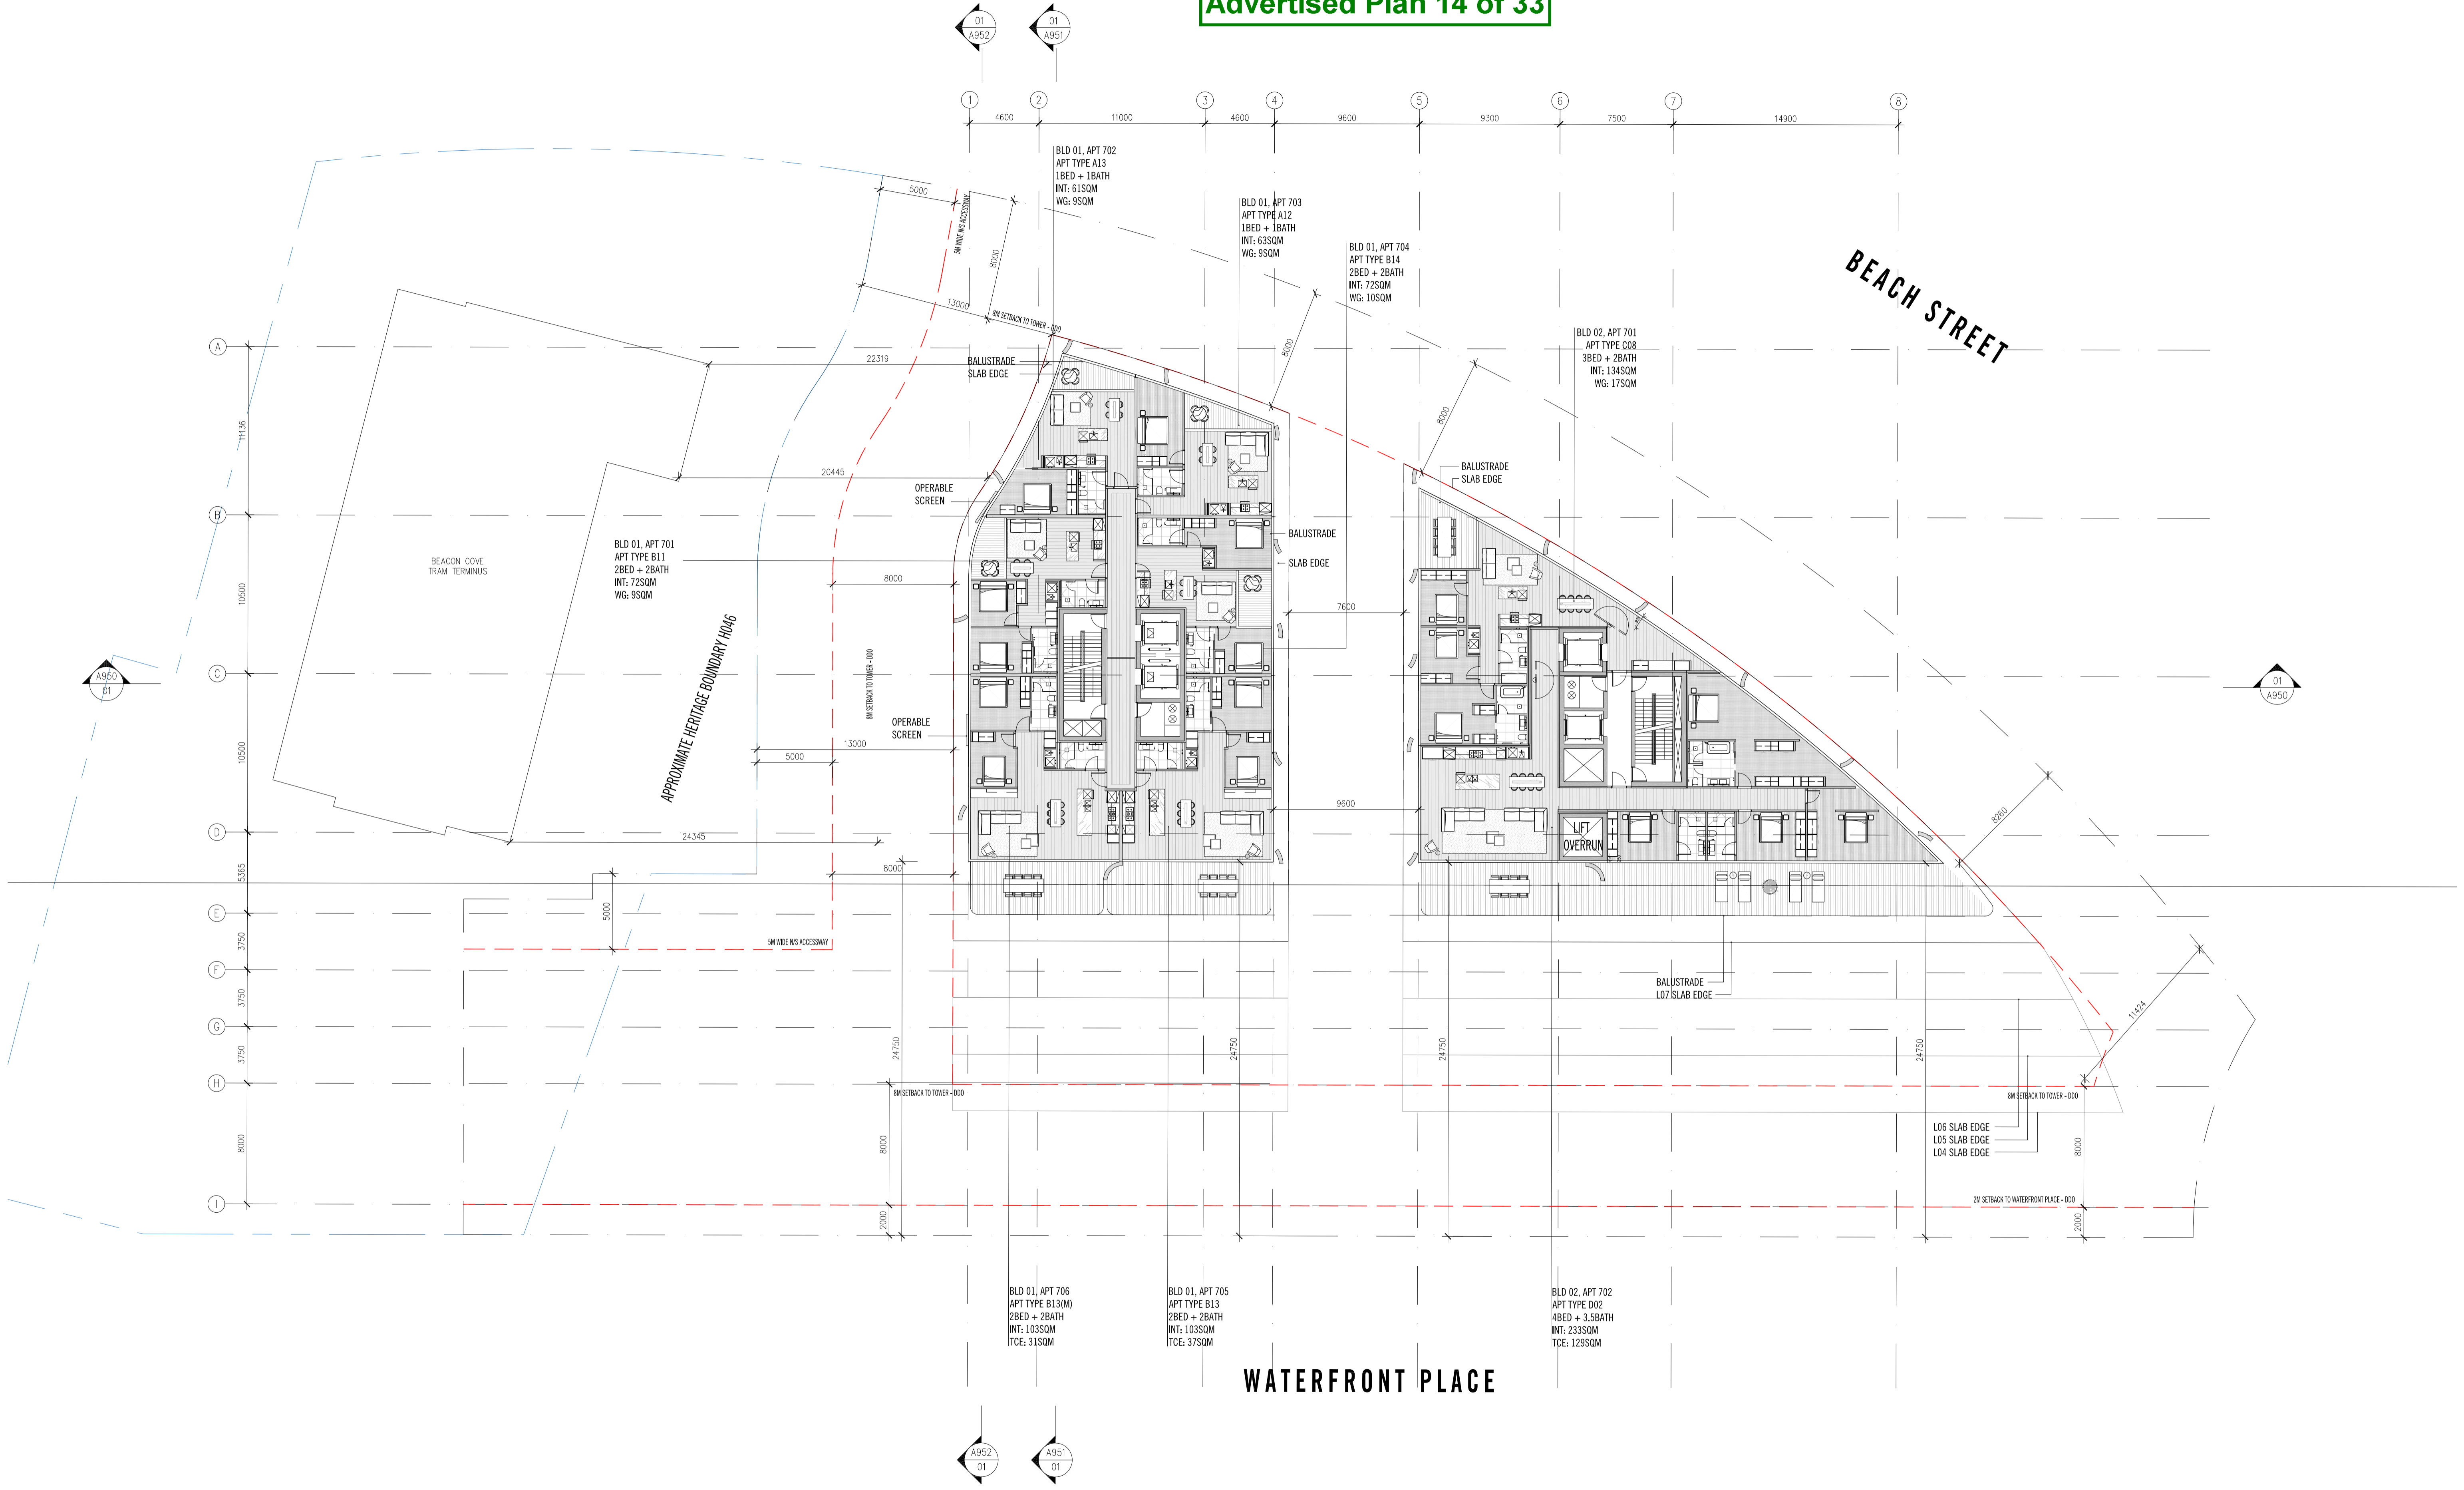 Advertised Plan 14 of 33
01
A952
01
A951
1
2
3
4
5
6
7
8
4600
11000
4600
9600
9300
7500
14900
BLD 01, APT 702
APT TYPE A13
1BED + 1BATH
INT: 61SQM
WG: 9SQM
BLD 01, APT 703
APT TYPE A12
1BED + 1BATH
INT: 63SQM
WG: 9SQM
BLD 01, APT 704
APT TYPE B14
2BED + 2BATH
INT: 72SQM
WG: 10SQM
BLD 02, APT 701
APT TYPE C08
3BED + 2BATH
INT: 134SQM
WG: 17SQM
BEACH STREET
5000
5M WIDE N/S ACCESSWAY
8000
13000
8M SETBACK TO TOWER - DDO
8000
8000
A
22319
BALUSTRADE
SLAB EDGE
11136
20445
OPERABLE
SCREEN
BALUSTRADE
SLAB EDGE
B
BALUSTRADE
SLAB EDGE
BLD 01, APT 701
APT TYPE B11
2BED + 2BATH
INT: 72SQM
WG: 9SQM
BEACON COVE
TRAM TERMINUS
10500
8000
7600
APPROXIMATE HERITAGE BOUNDARY H046
8M SETBACK TO TOWER - DDO
C
A950
01
01
A950
OPERABLE
SCREEN
13000
5000
10500
9600
8260
D
24345
LIFT
OVERRUN
5365
8000
5000
E
3750
5M WIDE N/S ACCESSWAY
F
BALUSTRADE
L07 SLAB EDGE
3750
G
11424
3750
24750
24750
24750
24750
H
8M SETBACK TO TOWER - DDO
8M SETBACK TO TOWER - DDO
L06 SLAB EDGE
L05 SLAB EDGE
L04 SLAB EDGE
8000
8000
8000
I
2M SETBACK TO WATERFRONT PLACE - DDO
2000
2000
BLD 01, APT 706
APT TYPE B13(M)
2BED + 2BATH
INT: 103SQM
TCE: 31SQM
BLD 01, APT 705
APT TYPE B13
2BED + 2BATH
INT: 103SQM
TCE: 37SQM
BLD 02, APT 702
APT TYPE D02
4BED + 3.5BATH
INT: 233SQM
TCE: 129SQM
WATERFRONT PLACE
A952
01
A951
01